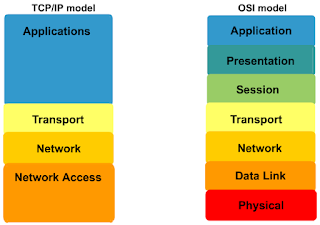 TCP/IP model
Applications
Transport
Network
Network Access
OSI model
Application
Presentation
Session
Transport
Network
Data Link
Physical